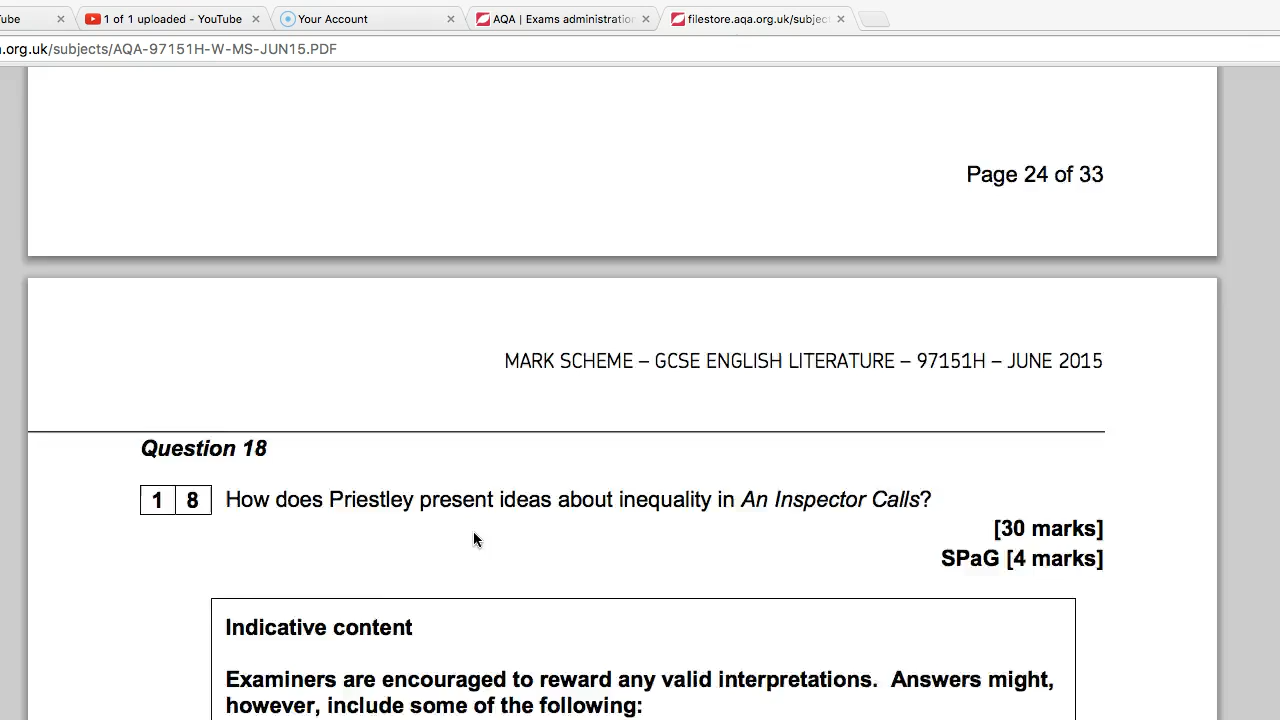 ube
1 of 1 uploaded - YouTube
Your Account
AQA | Exams administratio
filestore.aqa.org.uk/subjec
.org.uk/subjects/AQA-97151H-W-MS-JUN15.PDF
Page 24 of 33
MARK SCHEME – GCSE ENGLISH LITERATURE – 97151H – JUNE 2015
Question 18
1 8 How does Priestley present ideas about inequality in An Inspector Calls?
[30 marks]
SPaG [4 marks]
Indicative content
Examiners are encouraged to reward any valid interpretations. Answers might,
however, include some of the following: